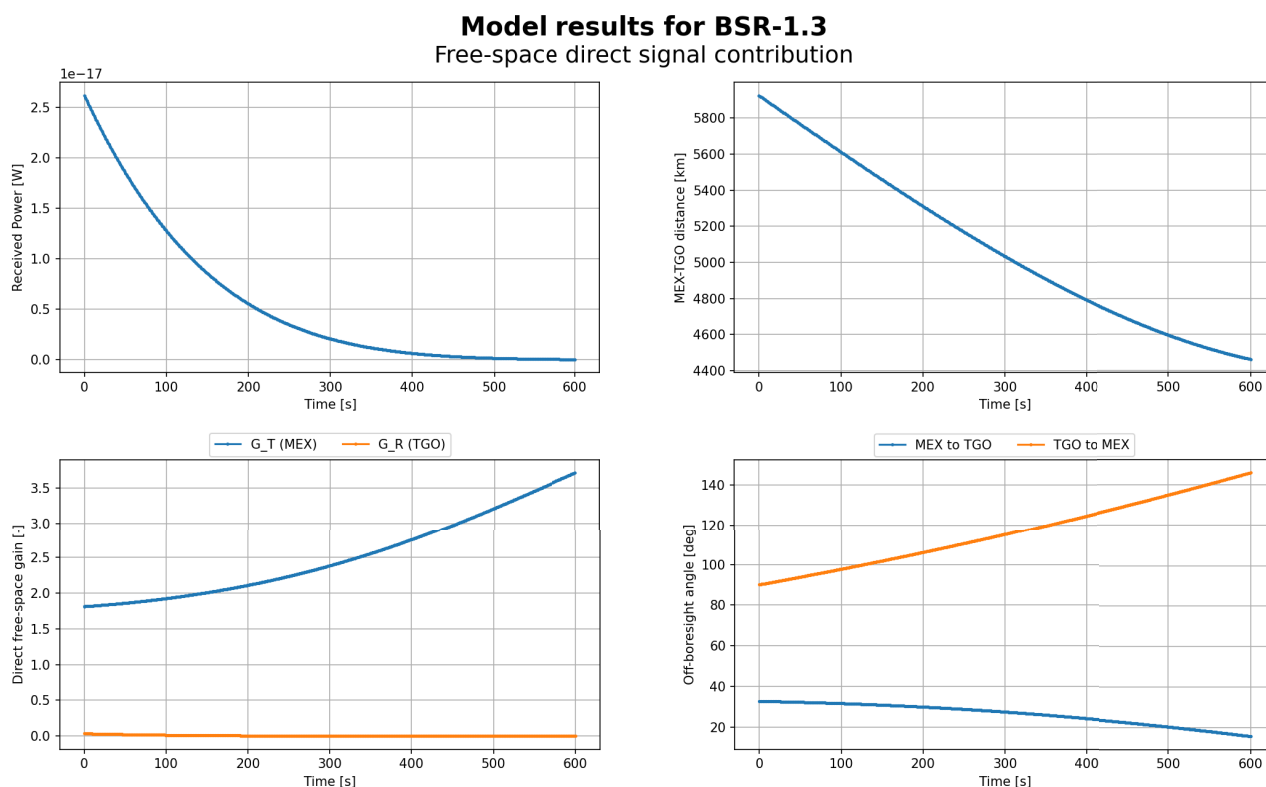 Model results for BSR-1.3
Free-space direct signal contribution
1e−17
2.5
2.0
1.5
1.0
0.5
0.0
Received Power [W]
0 100 200 300 400 500 600
Time [s]
5800
5600
5400
5200
5000
4800
4600
4400
MEX-TGO distance [km]
0 100 200 300 400 500 600
Time [s]
G_T (MEX) G_R (TGO)
3.5
3.0
2.5
2.0
1.5
1.0
0.5
0.0
Direct free-space gain [-]
0 100 200 300 400 500 600
Time [s]
MEX to TGO TGO to MEX
140
120
100
80
60
40
20
Off-boresight angle [deg]
0 100 200 300 400 500 600
Time [s]